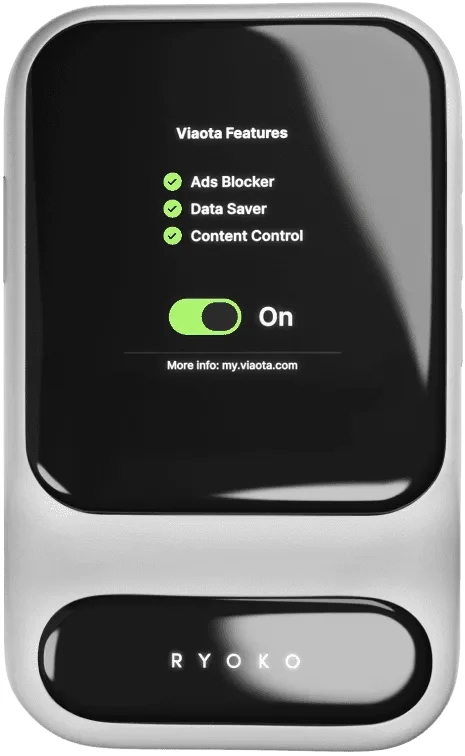 Viaota Features
Ads Blocker
Data Saver
Content Control
On
More info: my.viaota.com
RYOKO